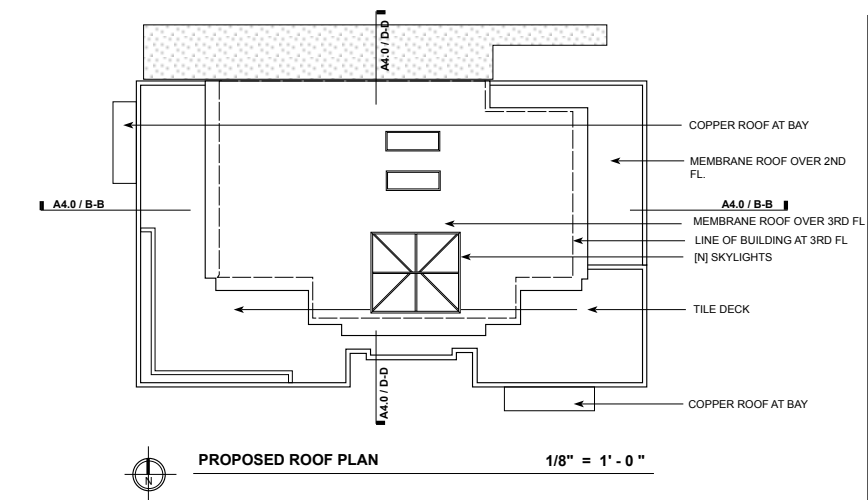 A4.0 / D-D
COPPER ROOF AT BAY
MEMBRANE ROOF OVER 2ND
FL.
A4.0 / B-B
A4.0 / B-B
MEMBRANE ROOF OVER 3RD FL
LINE OF BUILDING AT 3RD FL
[N] SKYLIGHTS
TILE DECK
A4.0 / D-D
COPPER ROOF AT BAY
PROPOSED ROOF PLAN 1/8" = 1' - 0 "
N